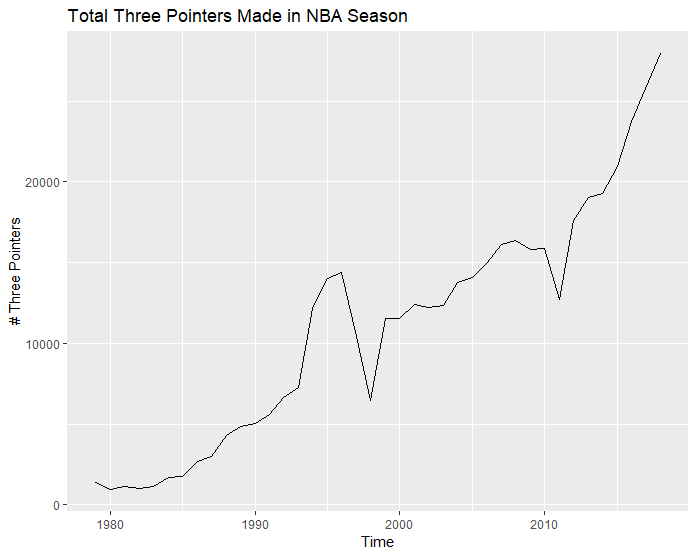 Total Three Pointers Made in NBA Season
# Three Pointers
20000
10000
0
1980 1990 2000 2010
Time